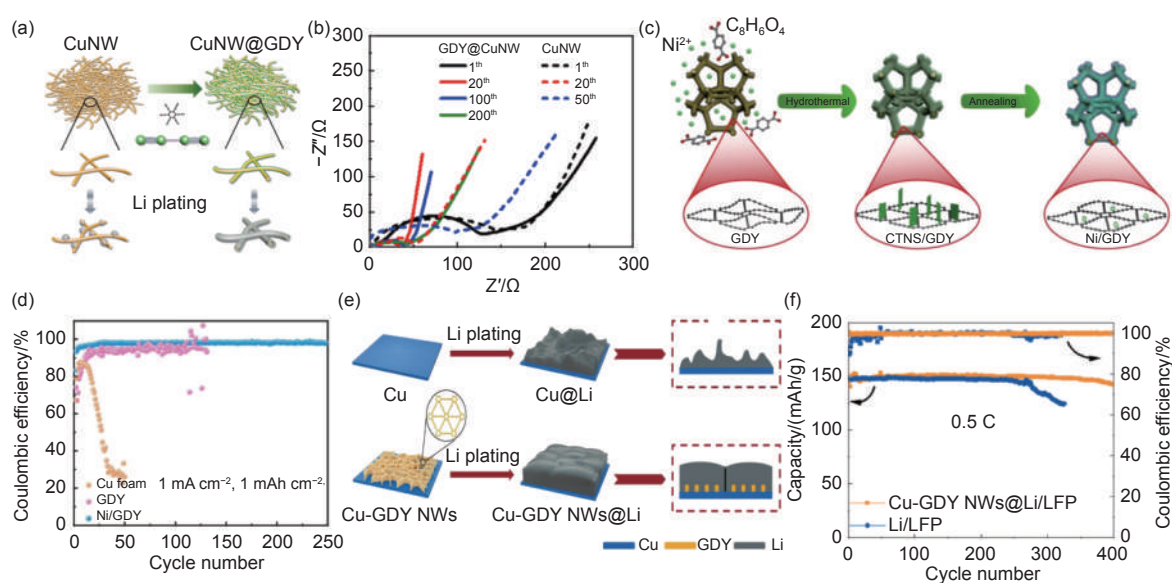 (a)
CuNW
CuNW@GDY
Li plating
(b)
−300
−250
−200
−150
−100
−50
0
−Z″/Ω
GDY@CuNW
1th
20th
100th
200th
CuNW
1th
20th
50th
0
100
200
300
Z′/Ω
(c)
Ni2+
C8H6O4
Hydrothermal
Annealing
GDY
CTNS/GDY
Ni/GDY
(d)
Coulombic efficiency/%
100
80
60
40
20
0
Cu foam
1 mA cm−2, 1 mAh cm−2.
GDY
Ni/GDY
0
50
100
150
200
250
Cycle number
(e)
Li plating
Cu
Cu@Li
Li plating
Cu-GDY NWs
Cu-GDY NWs@Li
Cu
GDY
Li
(f)
200
150
100
50
0
Capacity/(mAh/g)
100
80
60
40
20
0
Coulombic efficiency/%
0.5 C
Cu-GDY NWs@Li/LFP
Li/LFP
0
100
200
300
400
Cycle number